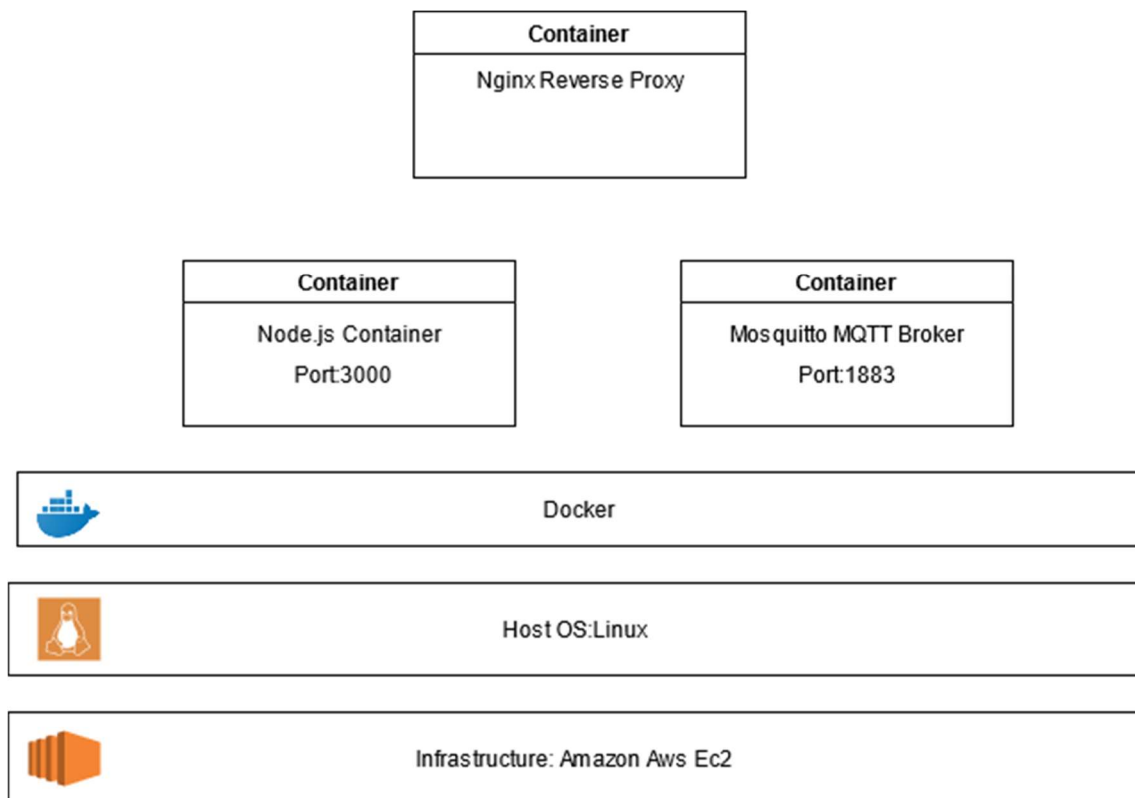 Container
Nginx Reverse Proxy
Container
Node.js Container
Port:3000
Container
Mosquitto MQTT Broker
Port:1883
Docker
Host OS:Linux
Infrastructure: Amazon Aws Ec2